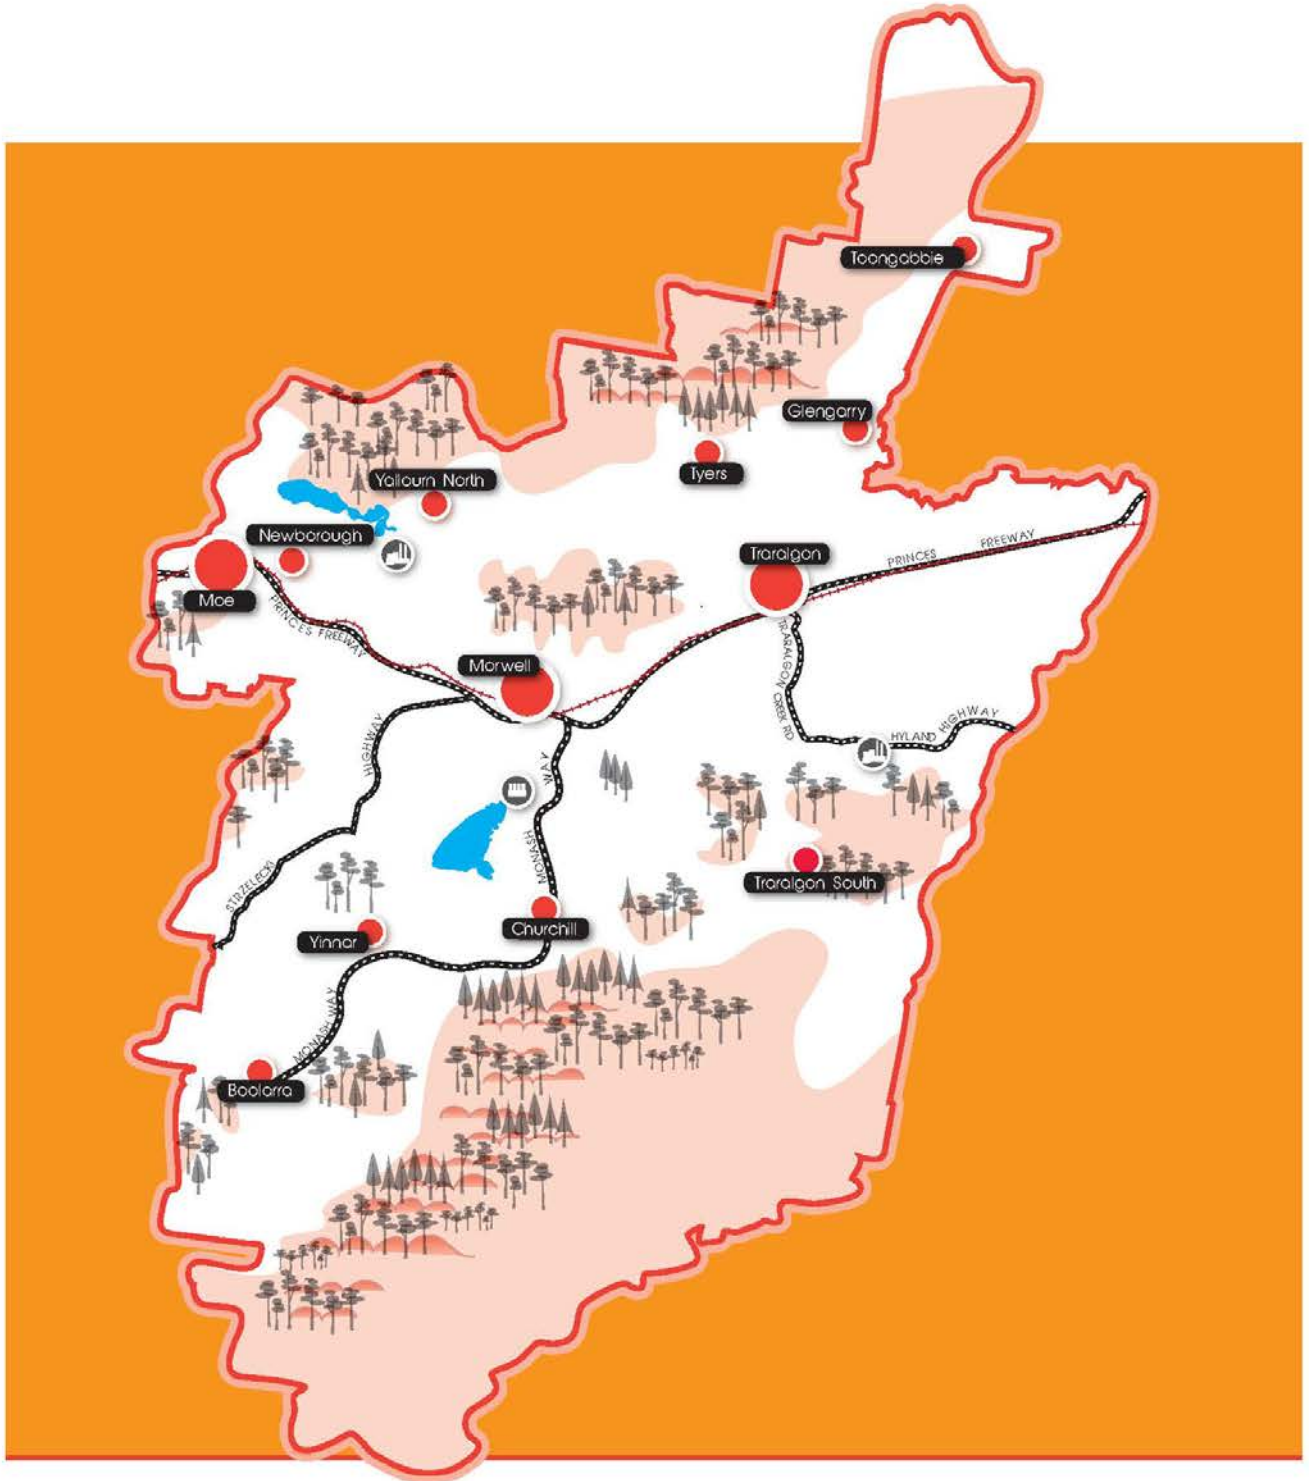 Toongabbie
Glengarry
Tyers
Yallourn North
Newborough
Moe
Traralgon
PRINCES FREEWAY
PRINCES FREEWAY
Morwell
TRARALGON CREEK RD
HYLAND HIGHWAY
STRZELECKI HIGHWAY
MONASH WAY
Traralgon South
Churchill
Yinnar
MONASH WAY
Boolarra